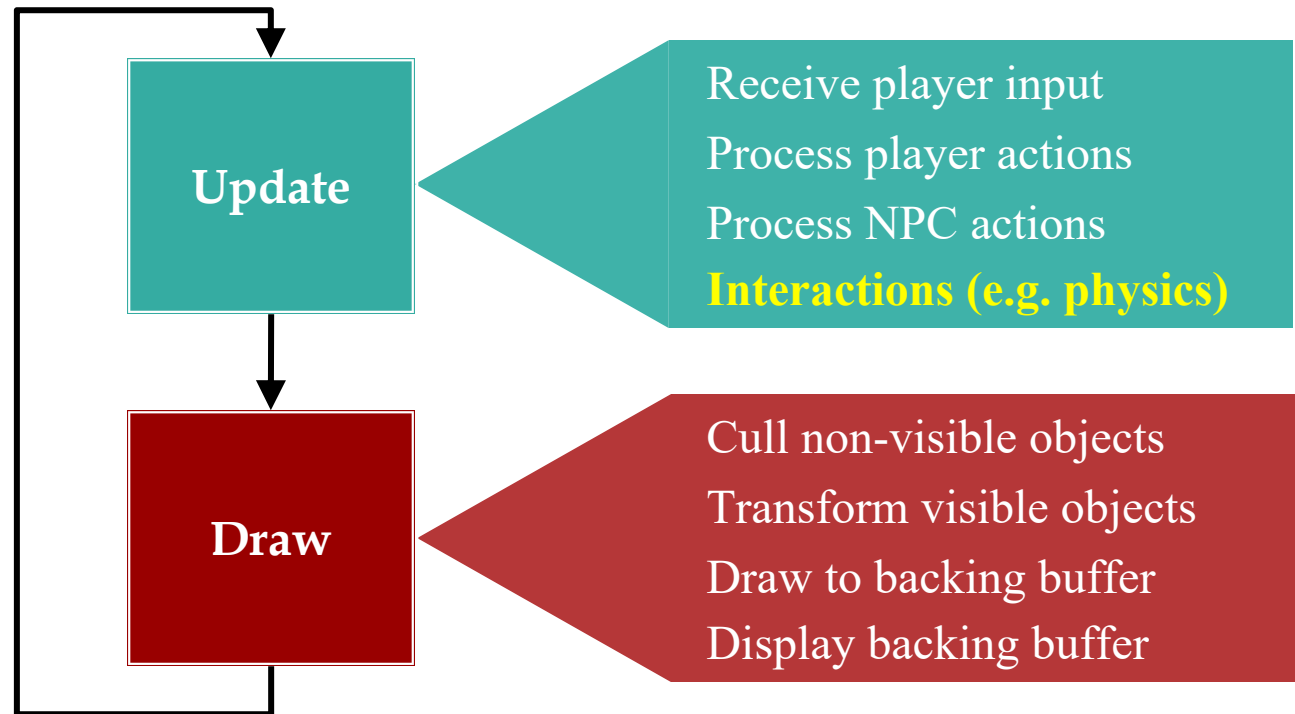 Update
Receive player input
Process player actions
Process NPC actions
Interactions (e.g. physics)
Draw
Cull non-visible objects
Transform visible objects
Draw to backing buffer
Display backing buffer